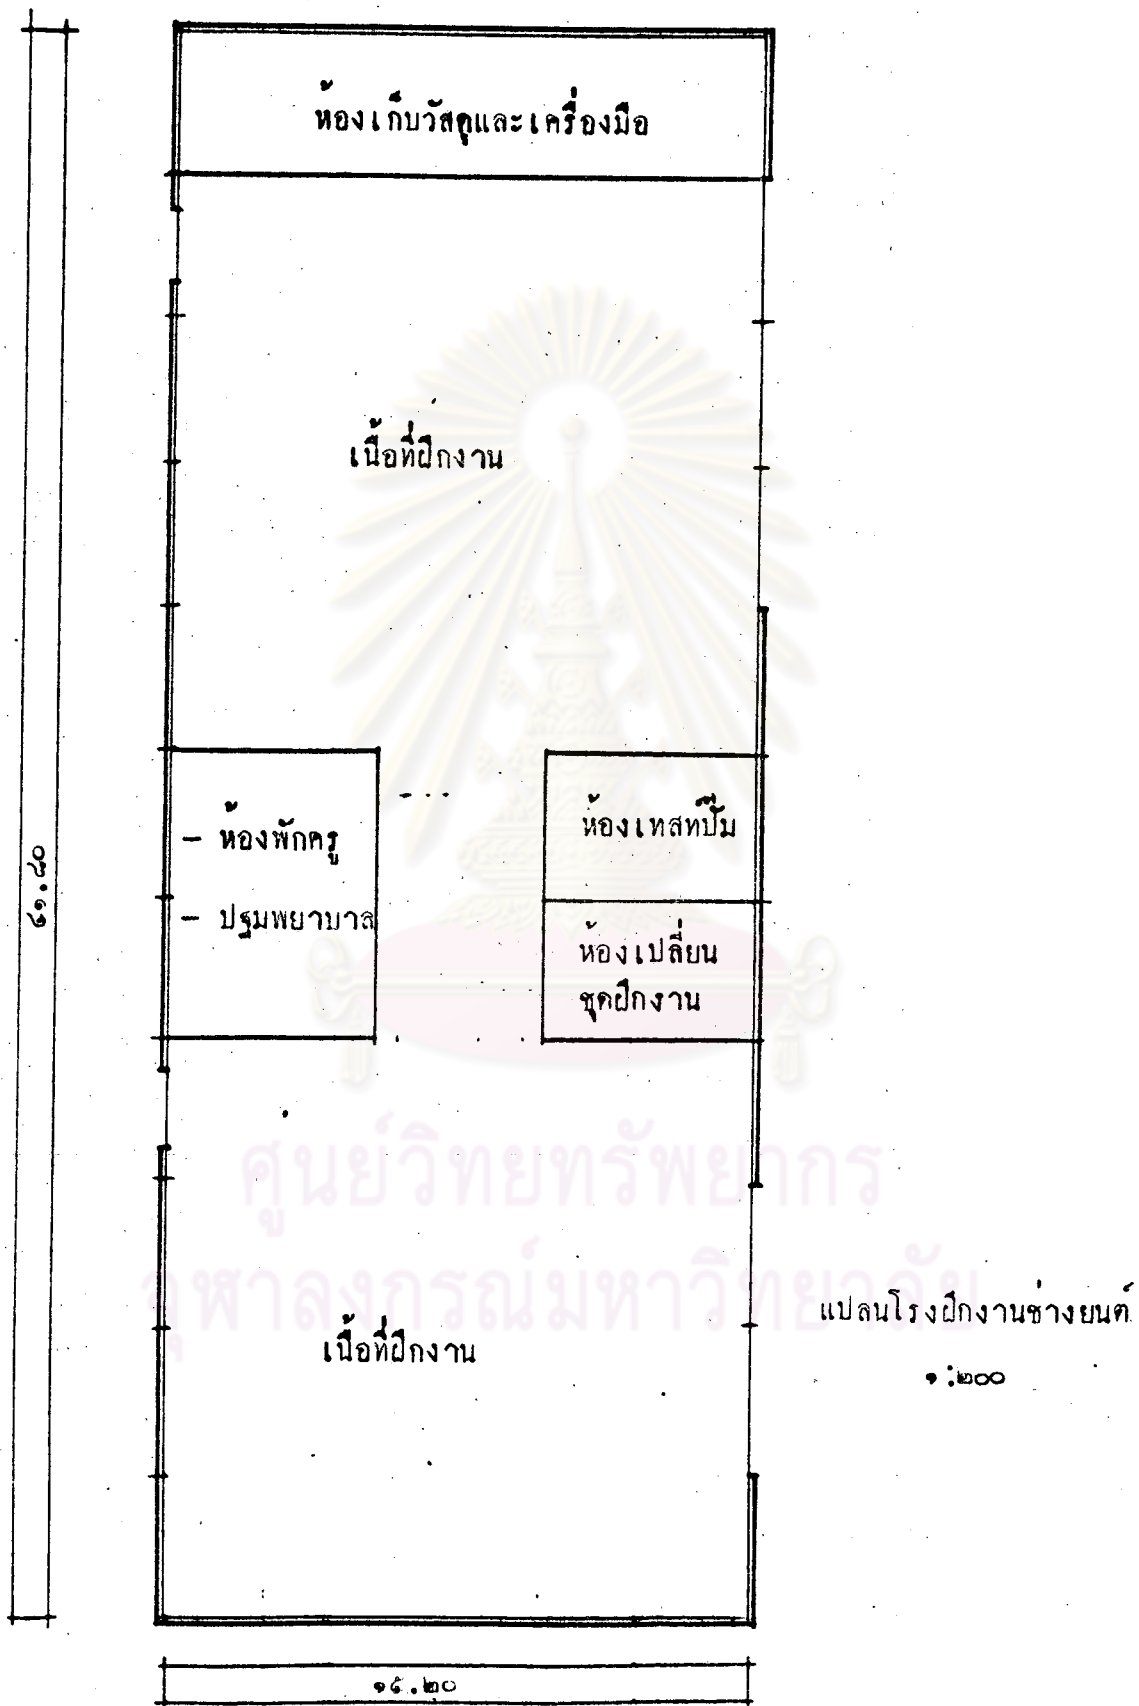 ห้องเก็บวัสดุและเครื่องมือ
เนื้อที่ฝึกงาน
- ห้องพักครู
- ปฐมพยาบาล
ห้องเทสท์ปั๊ม
ห้องเปลี่ยน
ชุดฝึกงาน
๔๑.๘๐
ศูนย์วิทยทรัพยากร
จุฬาลงกรณ์มหาวิทยาลัย
เนื้อที่ฝึกงาน
แปลนโรงฝึกงานช่างยนต์
๑:๒๐๐
๑๕.๒๐